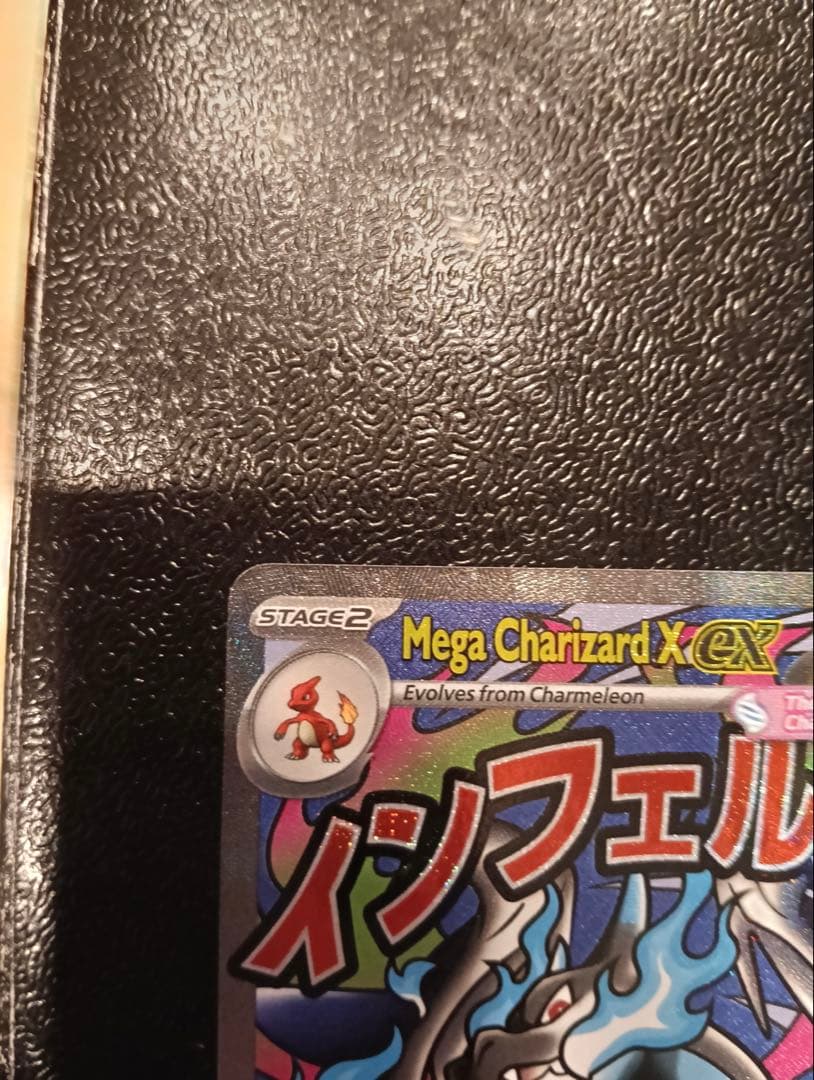 STAGE2
Mega Charizard X ex
Evolves from Charmeleon
インフェル